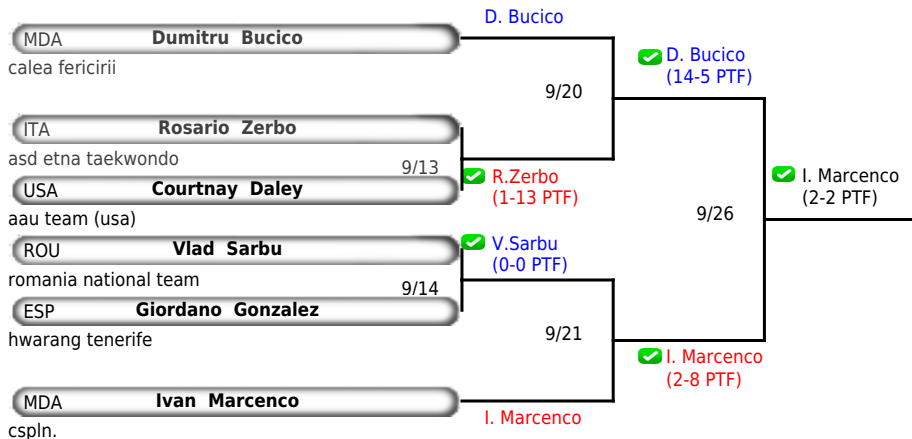 D. Bucico
MDA Dumitru Bucico
calea fericirii
D. Bucico
(14-5 PTF)
9/20
ITA Rosario Zerbo
asd etna taekwondo
9/13
R.Zerbo
(1-13 PTF)
USA Courtnay Daley
aau team (usa)
I. Marcenco
(2-2 PTF)
9/26
ROU Vlad Sarbu
V.Sarbu
(0-0 PTF)
romania national team
9/14
ESP Giordano Gonzalez
hwarang tenerife
9/21
I. Marcenco
(2-8 PTF)
MDA Ivan Marcenco
I. Marcenco
cspln.